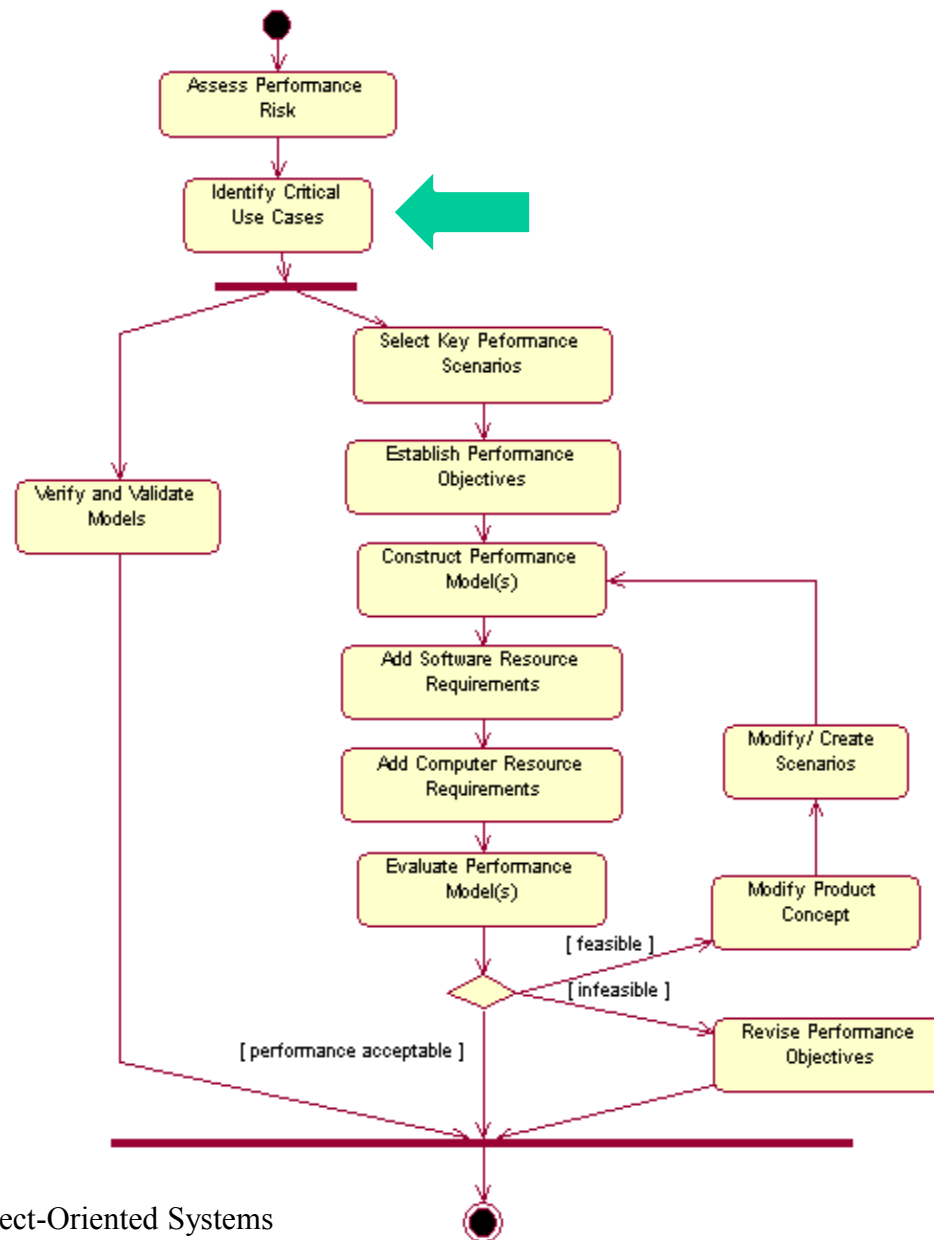 Assess Performance
Risk
Identify Critical
Use Cases
Select Key Peformance
Scenarios
Establish Performance
Objectives
Verify and Validate
Models
Construct Performance
Model(s)
Add Software Resource
Requirements
Modify/ Create
Scenarios
Add Computer Resource
Requirements
Evaluate Performance
Model(s)
Modify Product
Concept
[ feasible ]
[ infeasible ]
Revise Performance
Objectives
[ performance acceptable ]
ect-Oriented Systems